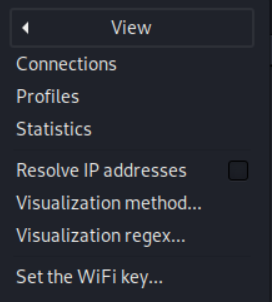 View
Connections
Profiles
Statistics
Resolve IP addresses
Visualization method...
Visualization regex...
Set the WiFi key...